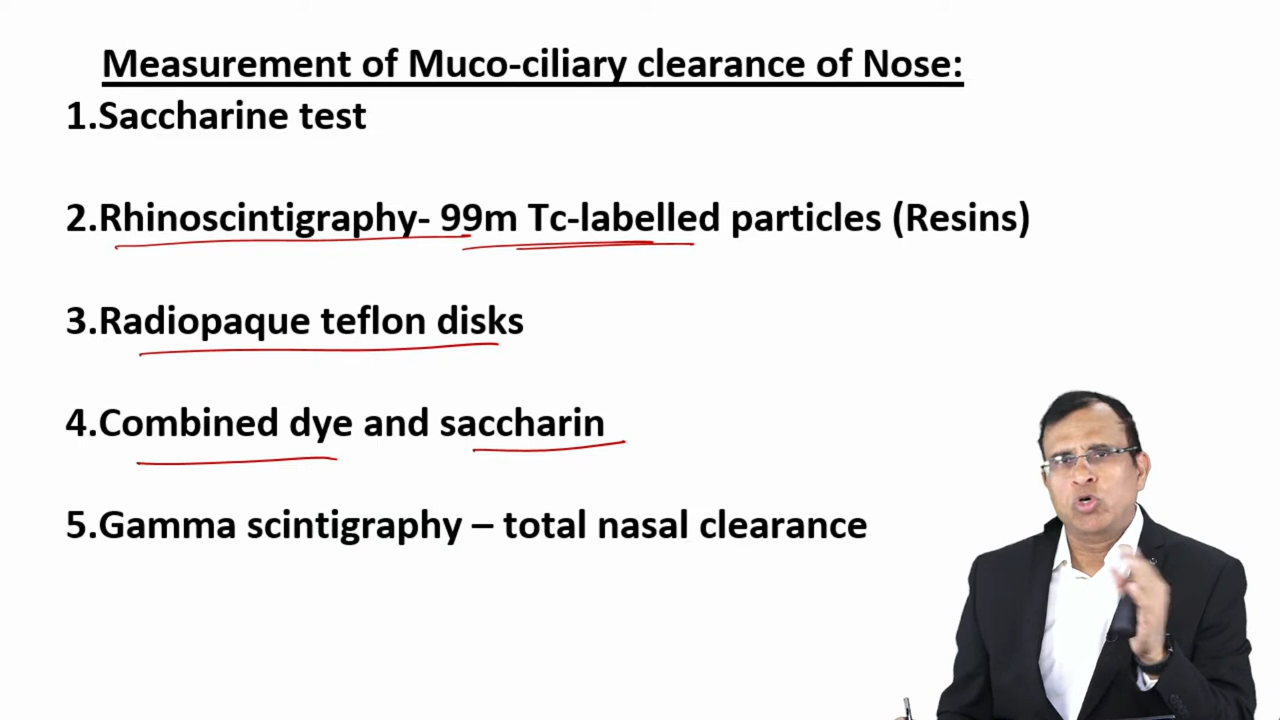 Measurement of Muco-ciliary clearance of Nose:
1.Saccharine test
2.Rhinoscintigraphy- 99m Tc-labelled particles (Resins)
3.Radiopaque teflon disks
4.Combined dye and saccharin
5.Gamma scintigraphy – total nasal clearance